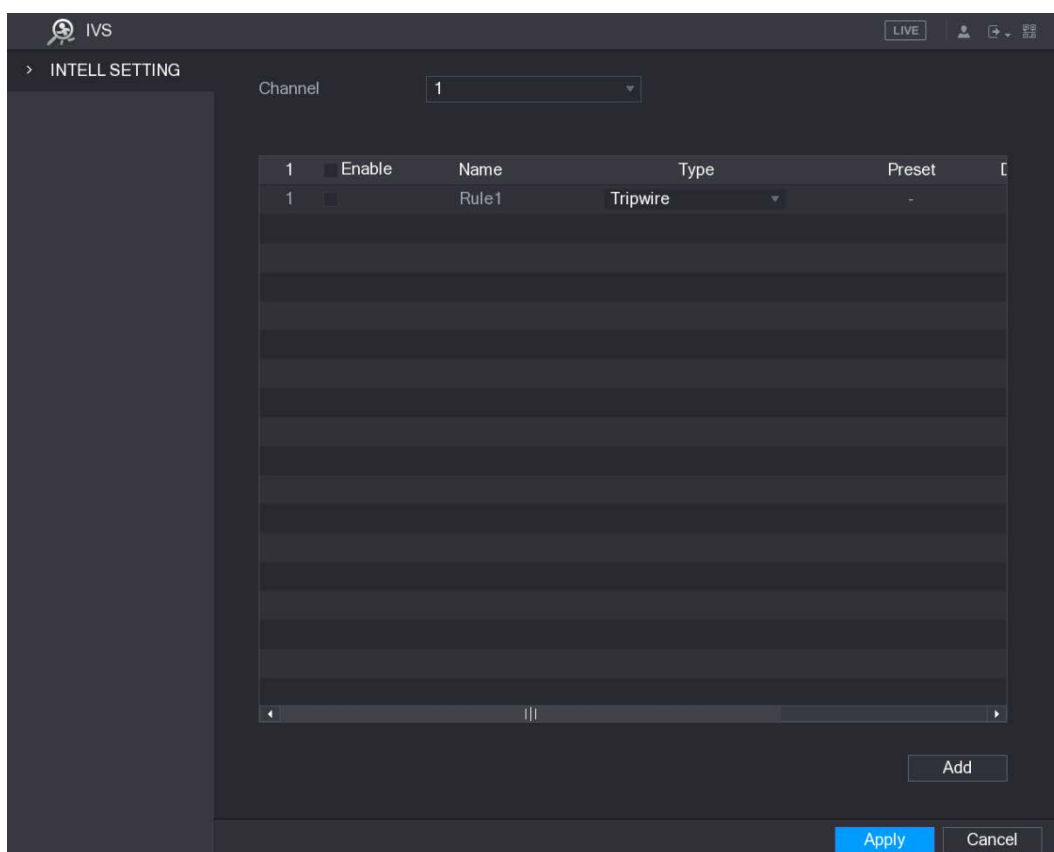 IVS LIVE
INTELL SETTING
Channel 1
1 Enable Name Type Preset
1 Rule1 Tripwire -
Add
Apply Cancel